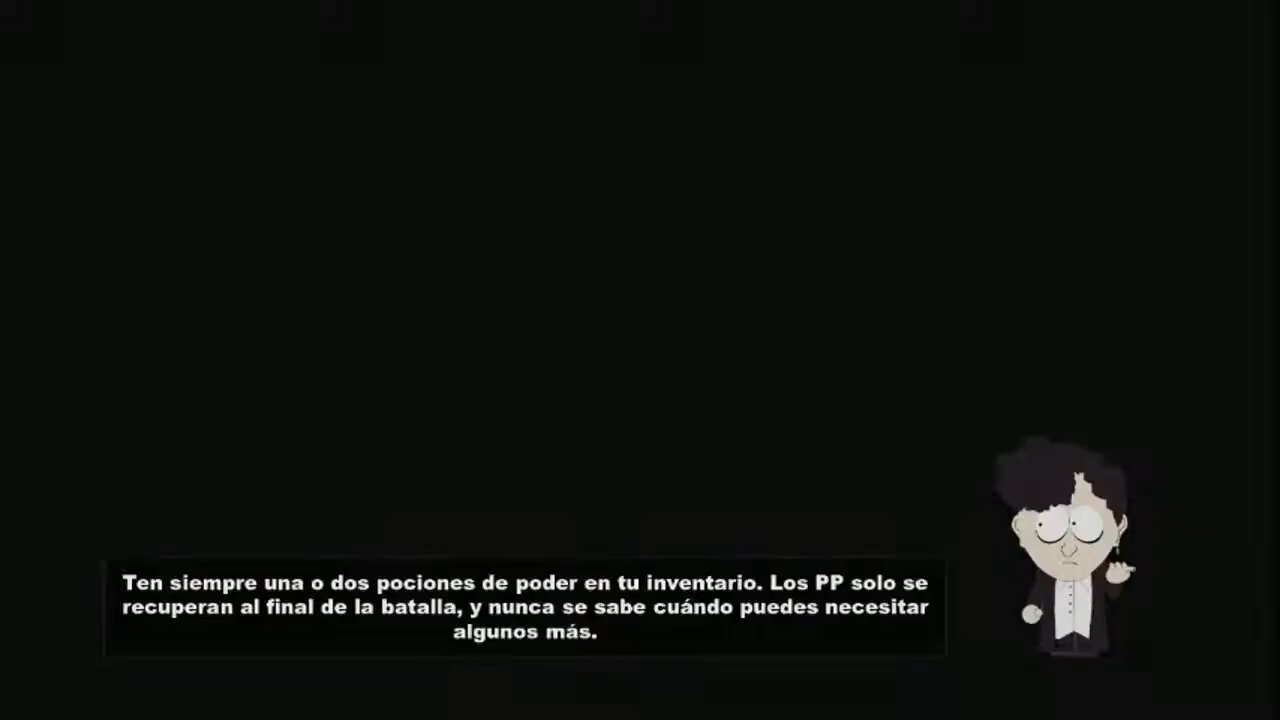 Ten siempre una o dos pociones de poder en tu inventario. Los PP solo se
recuperan al final de la batalla, y nunca se sabe cuándo puedes necesitar
algunos más.